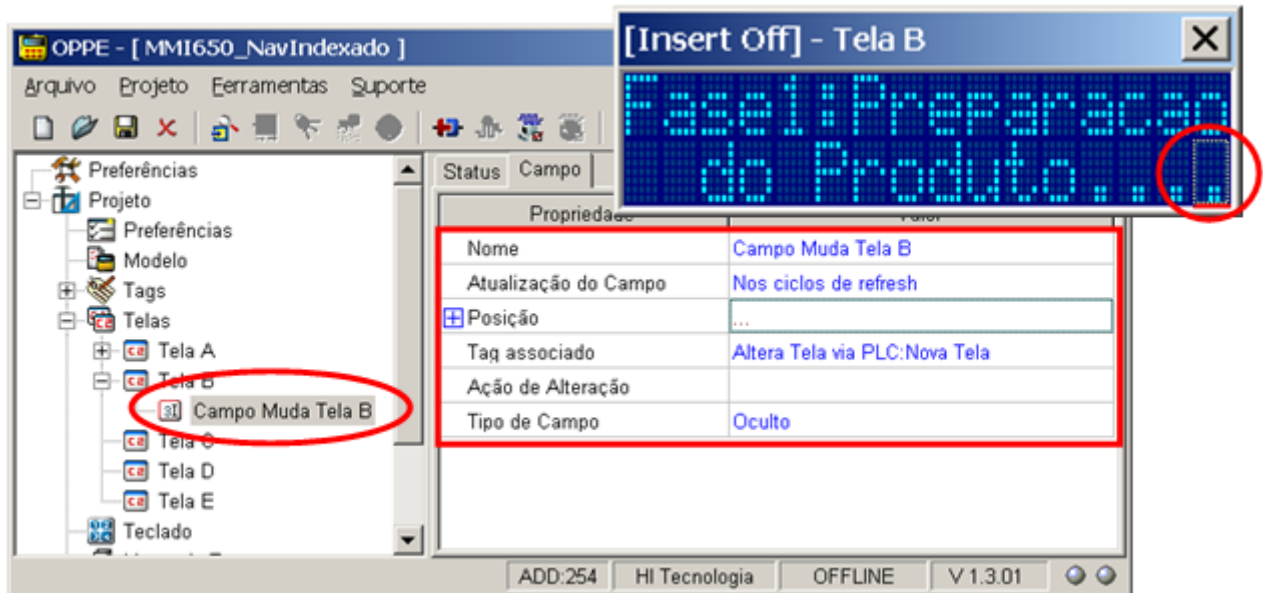 OPPE - [ MMI650_NavIndexado ]
Arquivo Projeto Eerramentas Suporte
[Insert Off] - Tela B
Fase1:Preparacao
do Produto....
Preferências
Projeto
Preferências
Modelo
Tags
Telas
Tela A
Tela B
Campo Muda Tela B
Tela C
Tela D
Tela E
Teclado
Status Campo
Propriedade Valor
Nome Campo Muda Tela B
Atualização do Campo Nos ciclos de refresh
Posição ...
Tag associado Altera Tela via PLC:Nova Tela
Ação de Alteração
Tipo de Campo Oculto
ADD:254 HI Tecnologia OFFLINE V 1.3.01